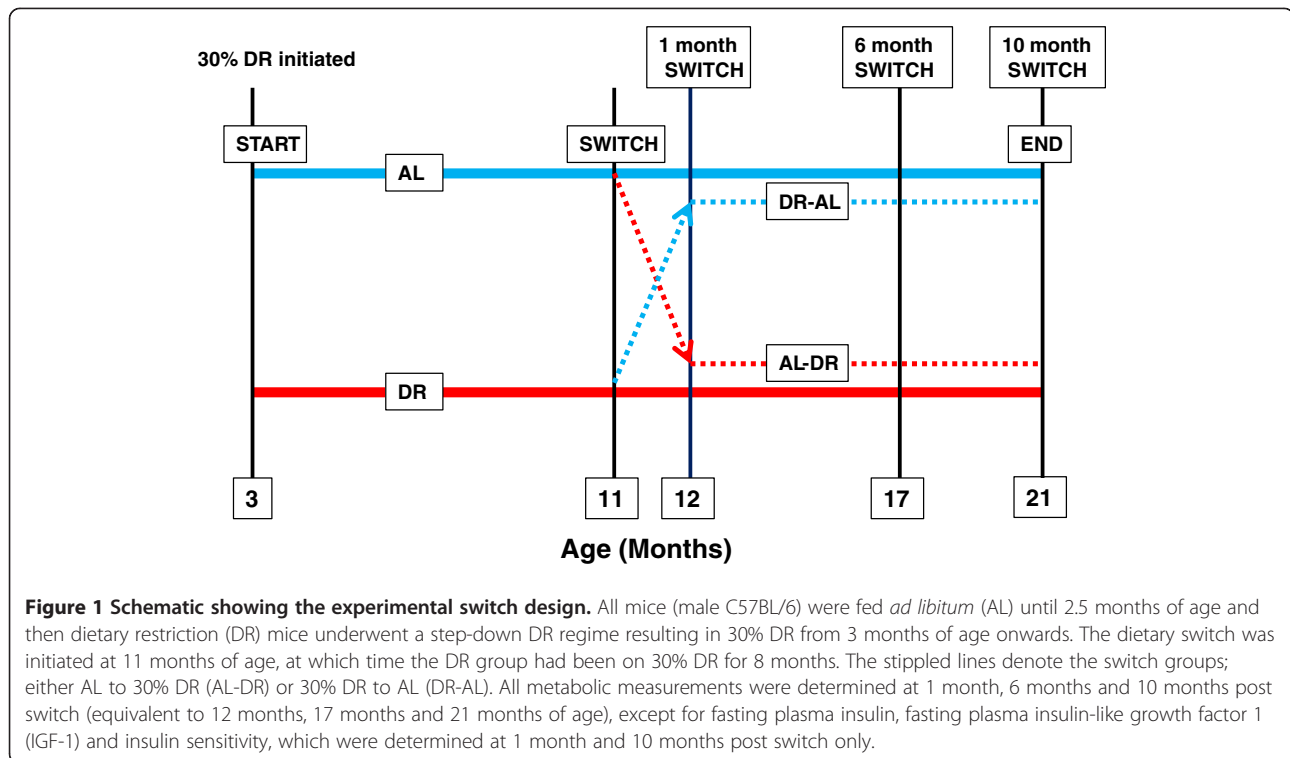 30% DR initiated
1 month
SWITCH
6 month
SWITCH
10 month
SWITCH
START
SWITCH
END
AL
DR-AL
AL-DR
DR
3
11
12
17
21
Age (Months)
Figure 1 Schematic showing the experimental switch design. All mice (male C57BL/6) were fed ad libitum (AL) until 2.5 months of age and
then dietary restriction (DR) mice underwent a step-down DR regime resulting in 30% DR from 3 months of age onwards. The dietary switch was
initiated at 11 months of age, at which time the DR group had been on 30% DR for 8 months. The stippled lines denote the switch groups;
either AL to 30% DR (AL-DR) or 30% DR to AL (DR-AL). All metabolic measurements were determined at 1 month, 6 months and 10 months post
switch (equivalent to 12 months, 17 months and 21 months of age), except for fasting plasma insulin, fasting plasma insulin-like growth factor 1
(IGF-1) and insulin sensitivity, which were determined at 1 month and 10 months post switch only.